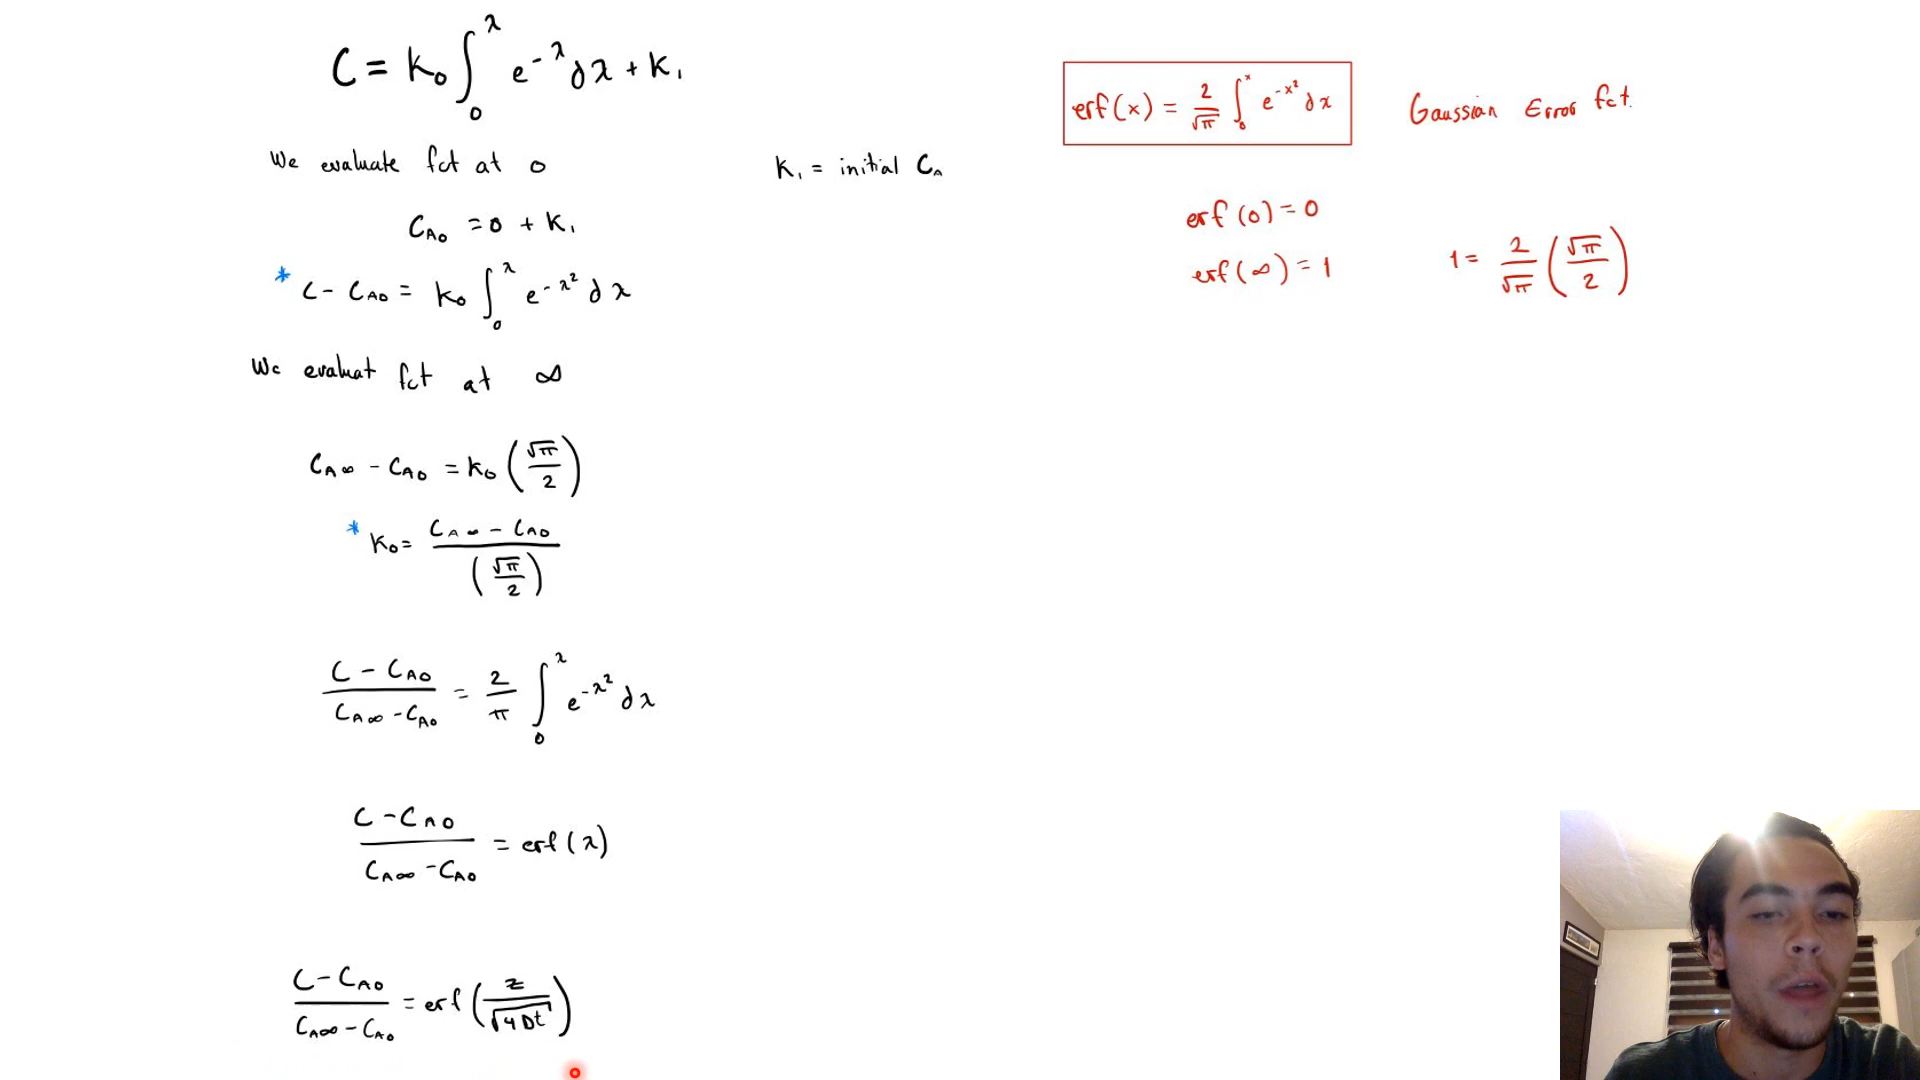 C = k₀ ∫₀^λ e^-λ dλ + k₁
We evaluate fct at 0
C_A0 = 0 + k₁
* C - C_A0 = k₀ ∫₀^λ e^-λ² dλ
We evaluat fct at ∞
C_A∞ - C_A0 = k₀ (√π/2)
* k₀ = (C_A∞ - C_A0)/(√π/2)
(C - C_A0)/(C_A∞ - C_A0) = 2/π ∫₀^λ e^-λ² dλ
(C - C_A0)/(C_A∞ - C_A0) = erf(λ)
(C - C_A0)/(C_A∞ - C_A0) = erf(z/√4Dt)
k₁ = initial C_A
erf(x) = 2/√π ∫₀^x e^-x² dx
Gaussian Error fct.
erf(0) = 0
erf(∞) = 1
1 = 2/√π (√π/2)